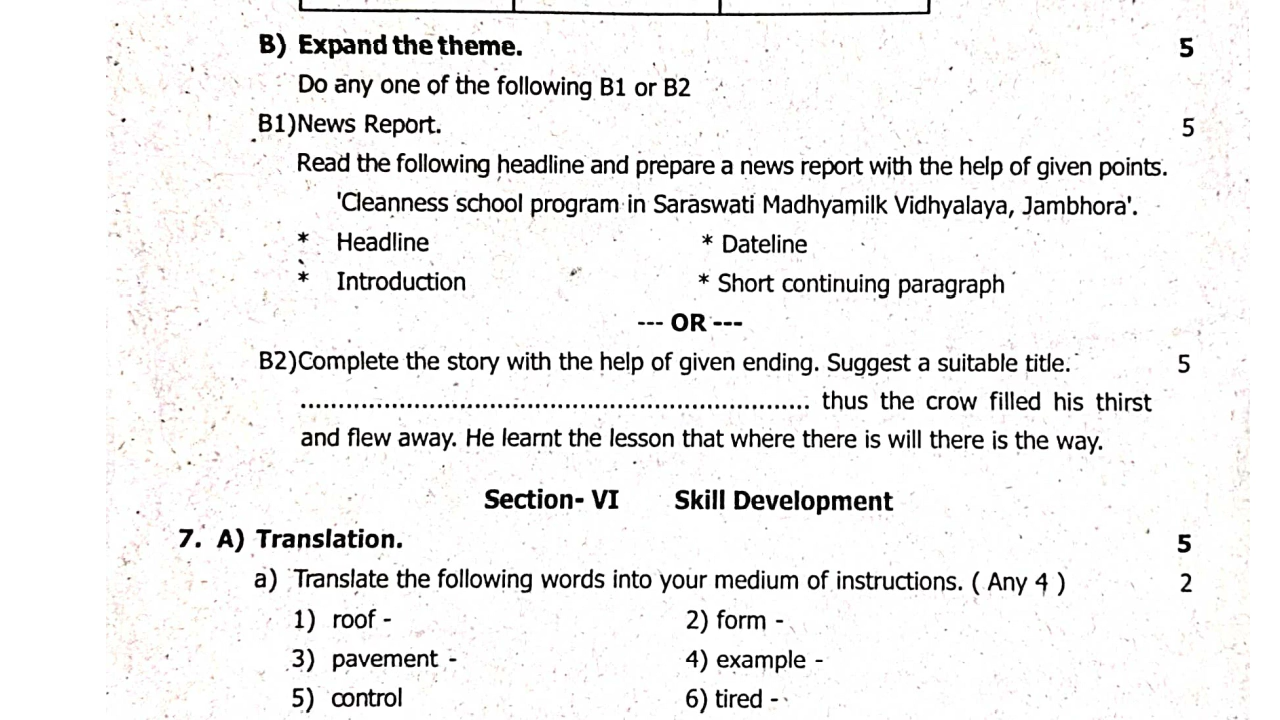 B) Expand the theme. 5
Do any one of the following B1 or B2
B1)News Report. 5
Read the following headline and prepare a news report with the help of given points.
'Cleanness school program in Saraswati Madhyamilk Vidhyalaya, Jambhora'.
* Headline * Dateline
* Introduction * Short continuing paragraph
--- OR ---
B2)Complete the story with the help of given ending. Suggest a suitable title. 5
.................................................................... thus the crow filled his thirst
and flew away. He learnt the lesson that where there is will there is the way.
Section- VI Skill Development
7. A) Translation. 5
a) Translate the following words into your medium of instructions. ( Any 4 ) 2
1) roof - 2) form -
3) pavement - 4) example -
5) control 6) tired -